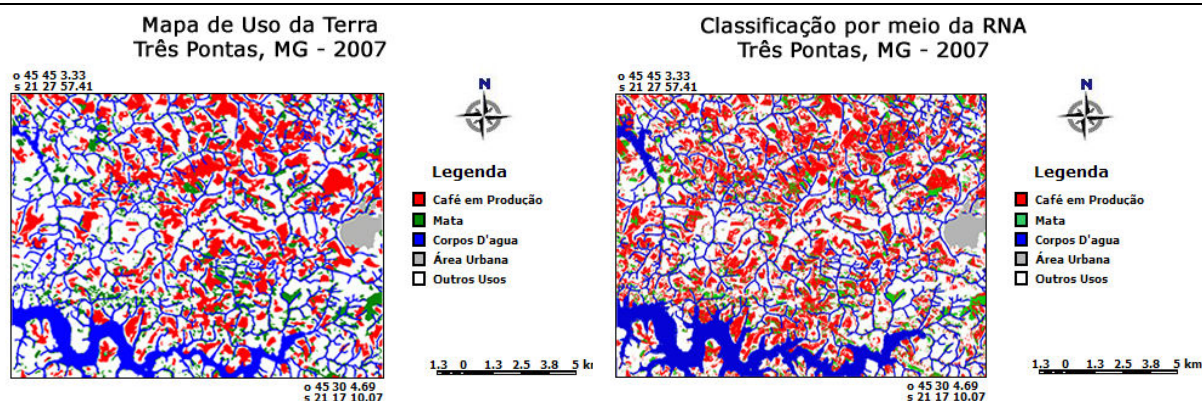 Mapa de Uso da Terra
Três Pontas, MG - 2007
o 45 45 3.33
s 21 27 57.41
N
Legenda
Café em Produção
Mata
Corpos D'agua
Área Urbana
Outros Usos
1.3 0 1.3 2.5 3.8 5 km
o 45 30 4.69
s 21 17 10.07
Classificação por meio da RNA
Três Pontas, MG - 2007
o 45 45 3.33
s 21 27 57.41
N
Legenda
Café em Produção
Mata
Corpos D'agua
Área Urbana
Outros Usos
1.3 0 1.3 2.5 3.8 5 km
o 45 30 4.69
s 21 17 10.07